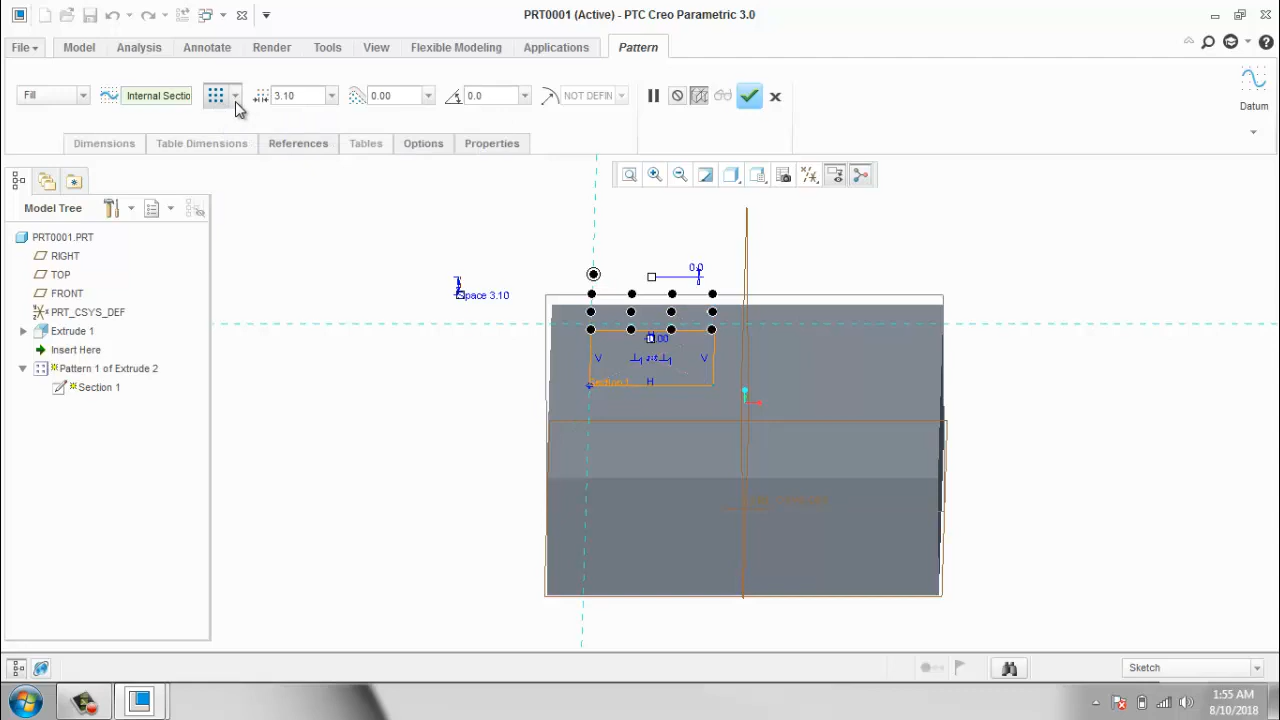 PRT0001 (Active) - PTC Creo Parametric 3.0
File Model Analysis Annotate Render Tools View Flexible Modeling Applications Pattern
Fill Internal Sectio 3.10 0.00 0.0 NOT DEFIN Datum
Dimensions Table Dimensions References Tables Options Properties
Model Tree
PRT0001.PRT
RIGHT
TOP
FRONT
PRT_CSYS_DEF
Extrude 1
Insert Here
Pattern 1 of Extrude 2
Section 1
0.0
Space 3.10
V V
Section 1 H
Sketch
1:55 AM
8/10/2018